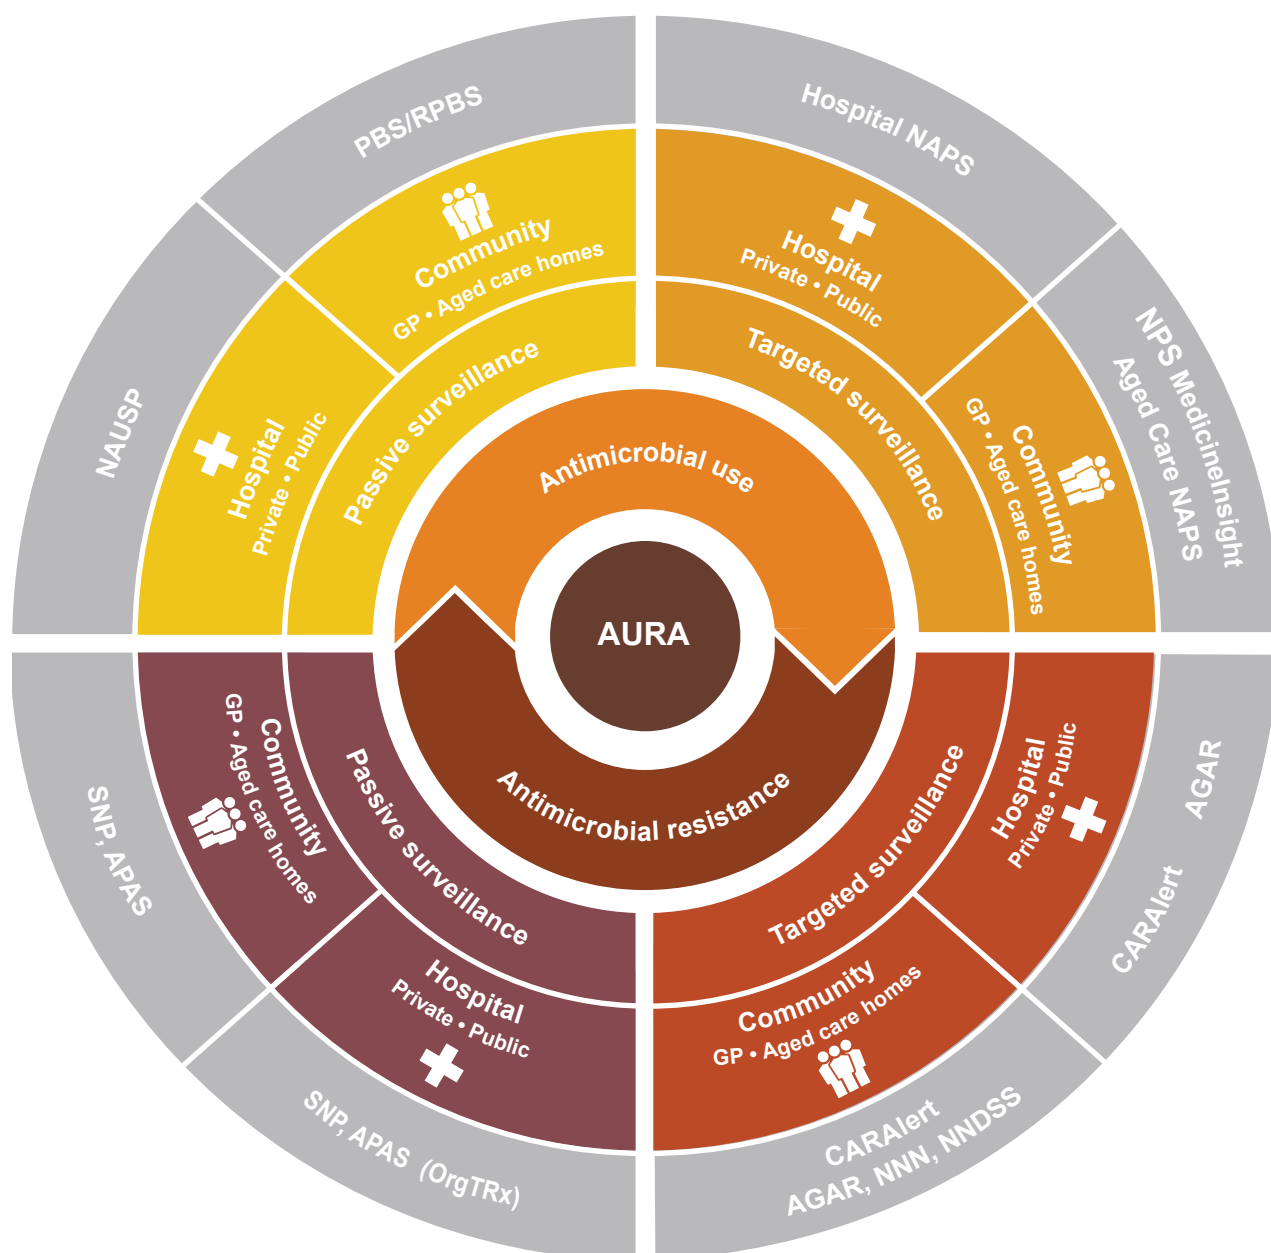 PBS/RPBS
Community
GP • Aged care homes
Passive surveillance
NAUSP
Hospital
Private • Public
Hospital NAPS
Hospital
Private • Public
Targeted surveillance
NPS MedicineInsight
Aged Care NAPS
Community
GP • Aged care homes
Antimicrobial use
AURA
Antimicrobial resistance
SNP, APAS
Community
GP • Aged care homes
Passive surveillance
Hospital
Private • Public
SNP, APAS (OrgTRx)
AGAR
CARAlert
Hospital
Private • Public
Targeted surveillance
Community
GP • Aged care homes
CARAlert
AGAR, NNN, NNDSS